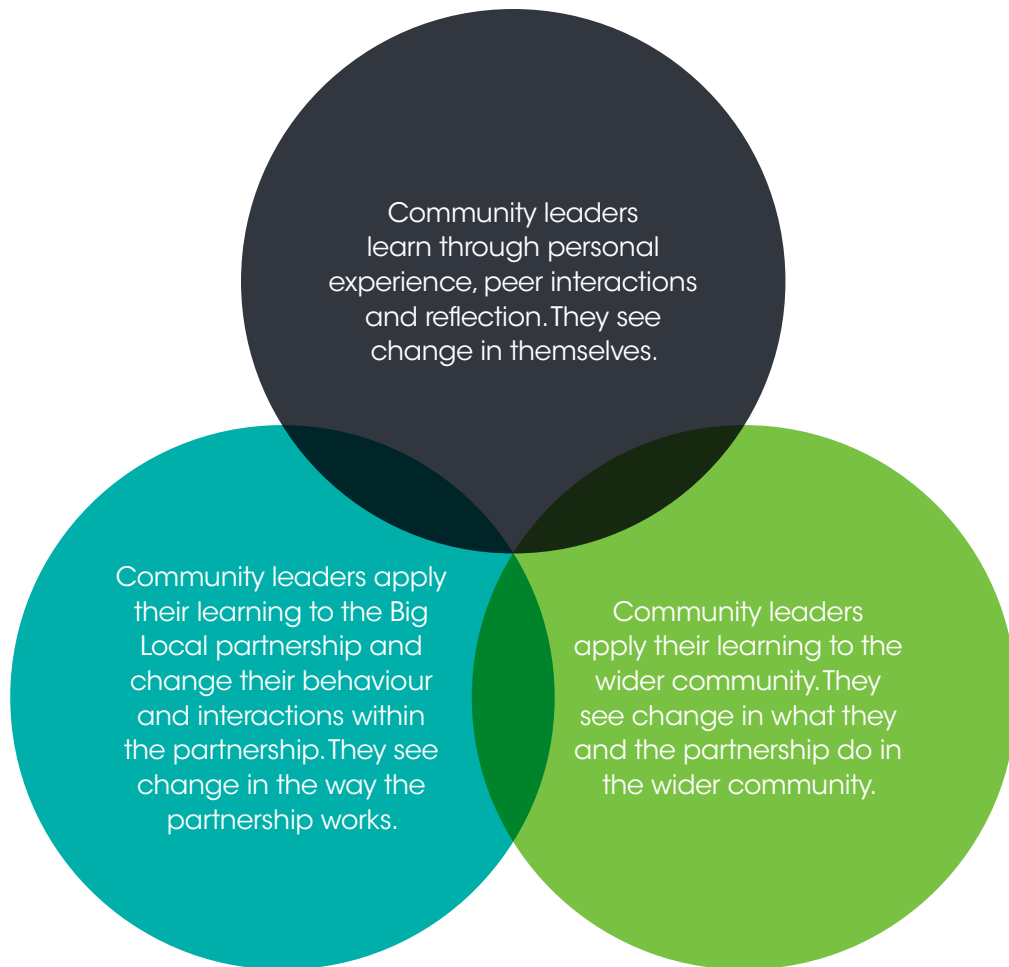 Community leaders
learn through personal
experience, peer interactions
and reflection. They see
change in themselves.
Community leaders apply
their learning to the Big
Local partnership and
change their behaviour
and interactions within
the partnership. They see
change in the way the
partnership works.
Community leaders
apply their learning to the
wider community. They
see change in what they
and the partnership do in
the wider community.